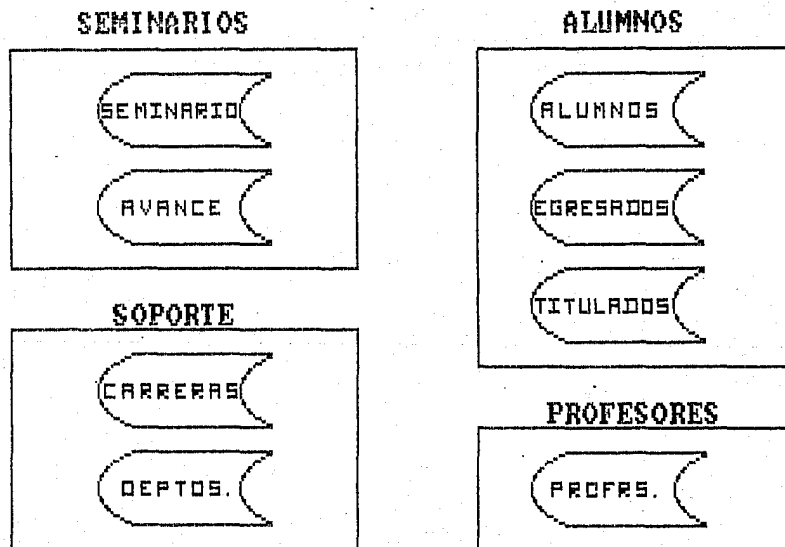 SEMINARIOS
SEMINARIO
AVANCE
SOPORTE
CARRERAS
DEPTOS.
ALUMNOS
ALUMNOS
EGRESADOS
TITULADOS
PROFESORES
PROFRS.